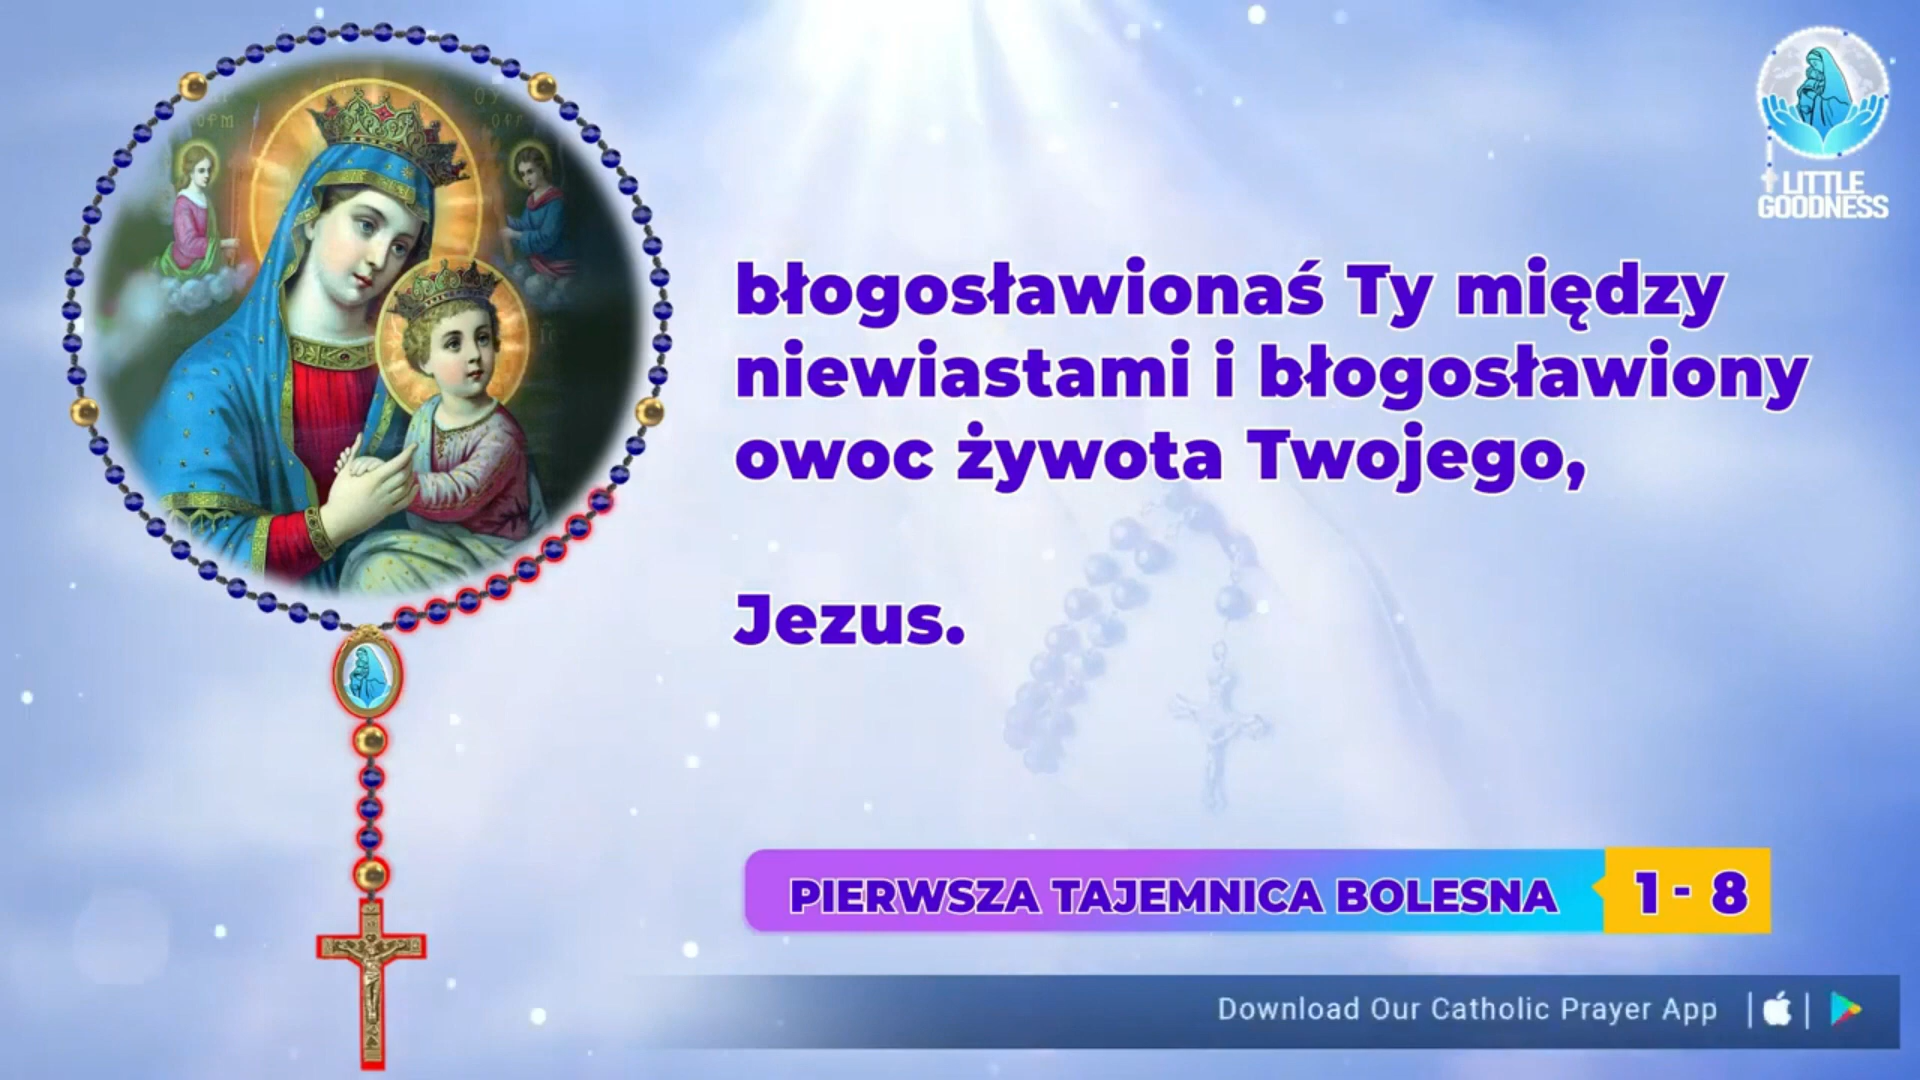 LITTLE
GOODNESS
błogosławionaś Ty między
niewiastami i błogosławiony
owoc żywota Twojego,
Jezus.
PIERWSZA TAJEMNICA BOLESNA 1 - 8
Download Our Catholic Prayer App